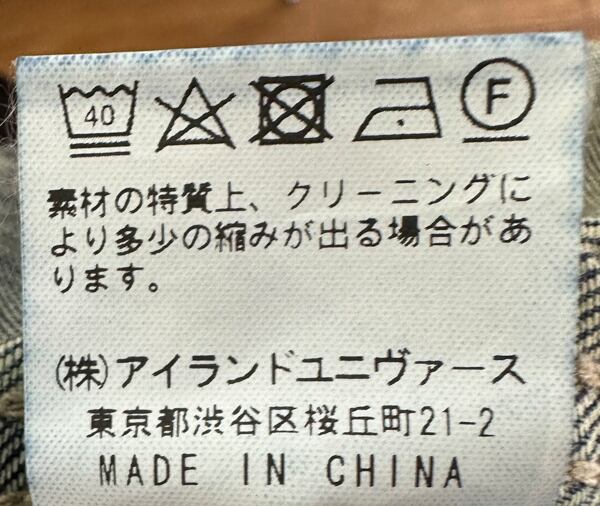 40 F
素材の特質上、クリーニングに
より多少の縮みが出る場合があ
ります。
(株)アイランドユニヴァース
東京都渋谷区桜丘町21-2
MADE IN CHINA